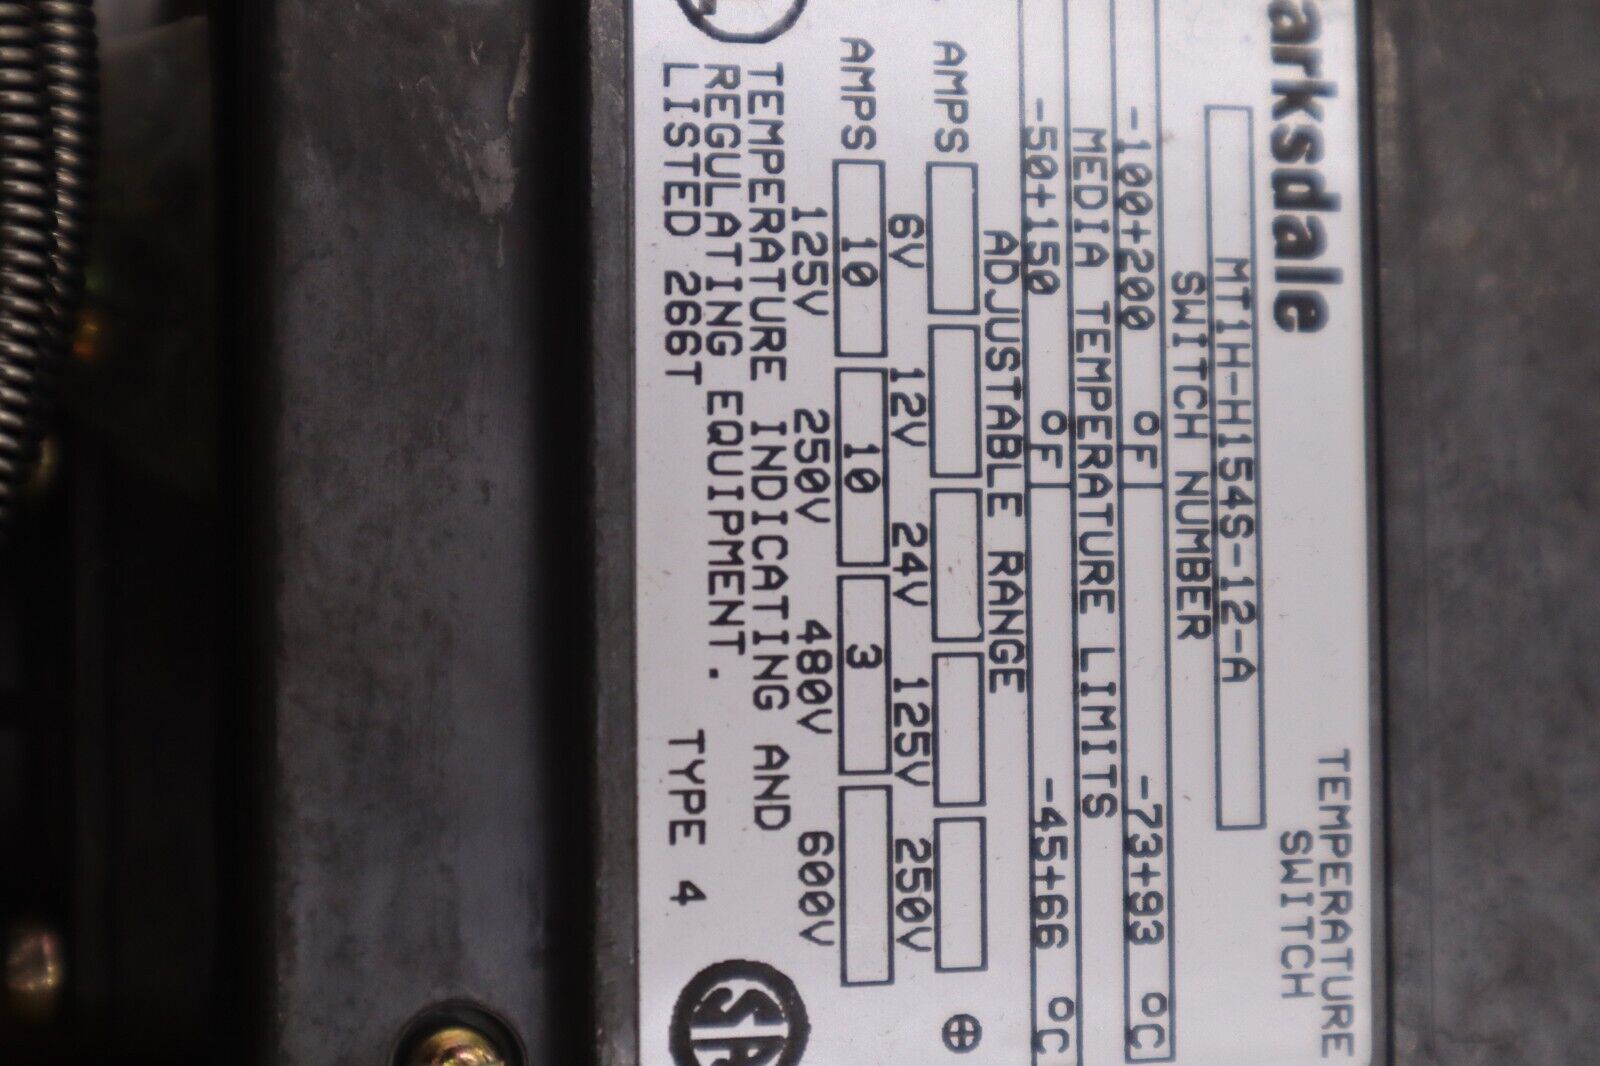 arksdale
TEMPERATURE
SWITCH
MT1H-H154S-12-A
SWITCH NUMBER
-100+200 °F -73+93 °C
MEDIA TEMPERATURE LIMITS
-50+150 °F -45+66 °C
ADJUSTABLE RANGE
AMPS
6V 12V 24V 125V 250V
AMPS 10 10 3
125V 250V 480V 600V
TEMPERATURE INDICATING AND
REGULATING EQUIPMENT.
LISTED 266T TYPE 4